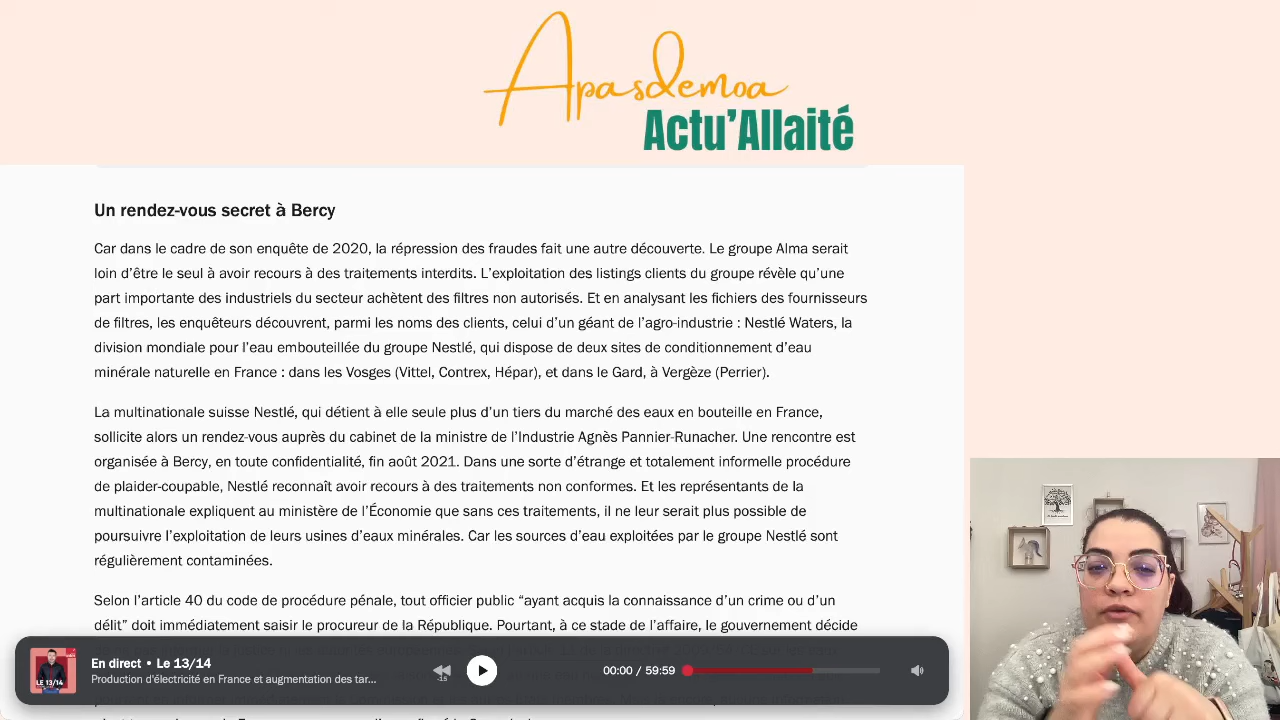 Apasdemoa
Actu'Allaité
Un rendez-vous secret à Bercy
Car dans le cadre de son enquête de 2020, la répression des fraudes fait une autre découverte. Le groupe Alma serait
loin d’être le seul à avoir recours à des traitements interdits. L’exploitation des listings clients du groupe révèle qu’une
part importante des industriels du secteur achètent des filtres non autorisés. Et en analysant les fichiers des fournisseurs
de filtres, les enquêteurs découvrent, parmi les noms des clients, celui d’un géant de l’agro-industrie : Nestlé Waters, la
division mondiale pour l’eau embouteillée du groupe Nestlé, qui dispose de deux sites de conditionnement d’eau
minérale naturelle en France : dans les Vosges (Vittel, Contrex, Hépar), et dans le Gard, à Vergèze (Perrier).
La multinationale suisse Nestlé, qui détient à elle seule plus d’un tiers du marché des eaux en bouteille en France,
sollicite alors un rendez-vous auprès du cabinet de la ministre de l’Industrie Agnès Pannier-Runacher. Une rencontre est
organisée à Bercy, en toute confidentialité, fin août 2021. Dans une sorte d’étrange et totalement informelle procédure
de plaider-coupable, Nestlé reconnaît avoir recours à des traitements non conformes. Et les représentants de la
multinationale expliquent au ministère de l’Économie que sans ces traitements, il ne leur serait plus possible de
poursuivre l’exploitation de leurs usines d’eaux minérales. Car les sources d’eau exploitées par le groupe Nestlé sont
régulièrement contaminées.
Selon l’article 40 du code de procédure pénale, tout officier public “ayant acquis la connaissance d’un crime ou d’un
délit” doit immédiatement saisir le procureur de la République. Pourtant, à ce stade de l’affaire, le gouvernement décide
LE 13/14
En direct • Le 13/14
Production d'électricité en France et augmentation des tar...
15
00:00 / 59:59